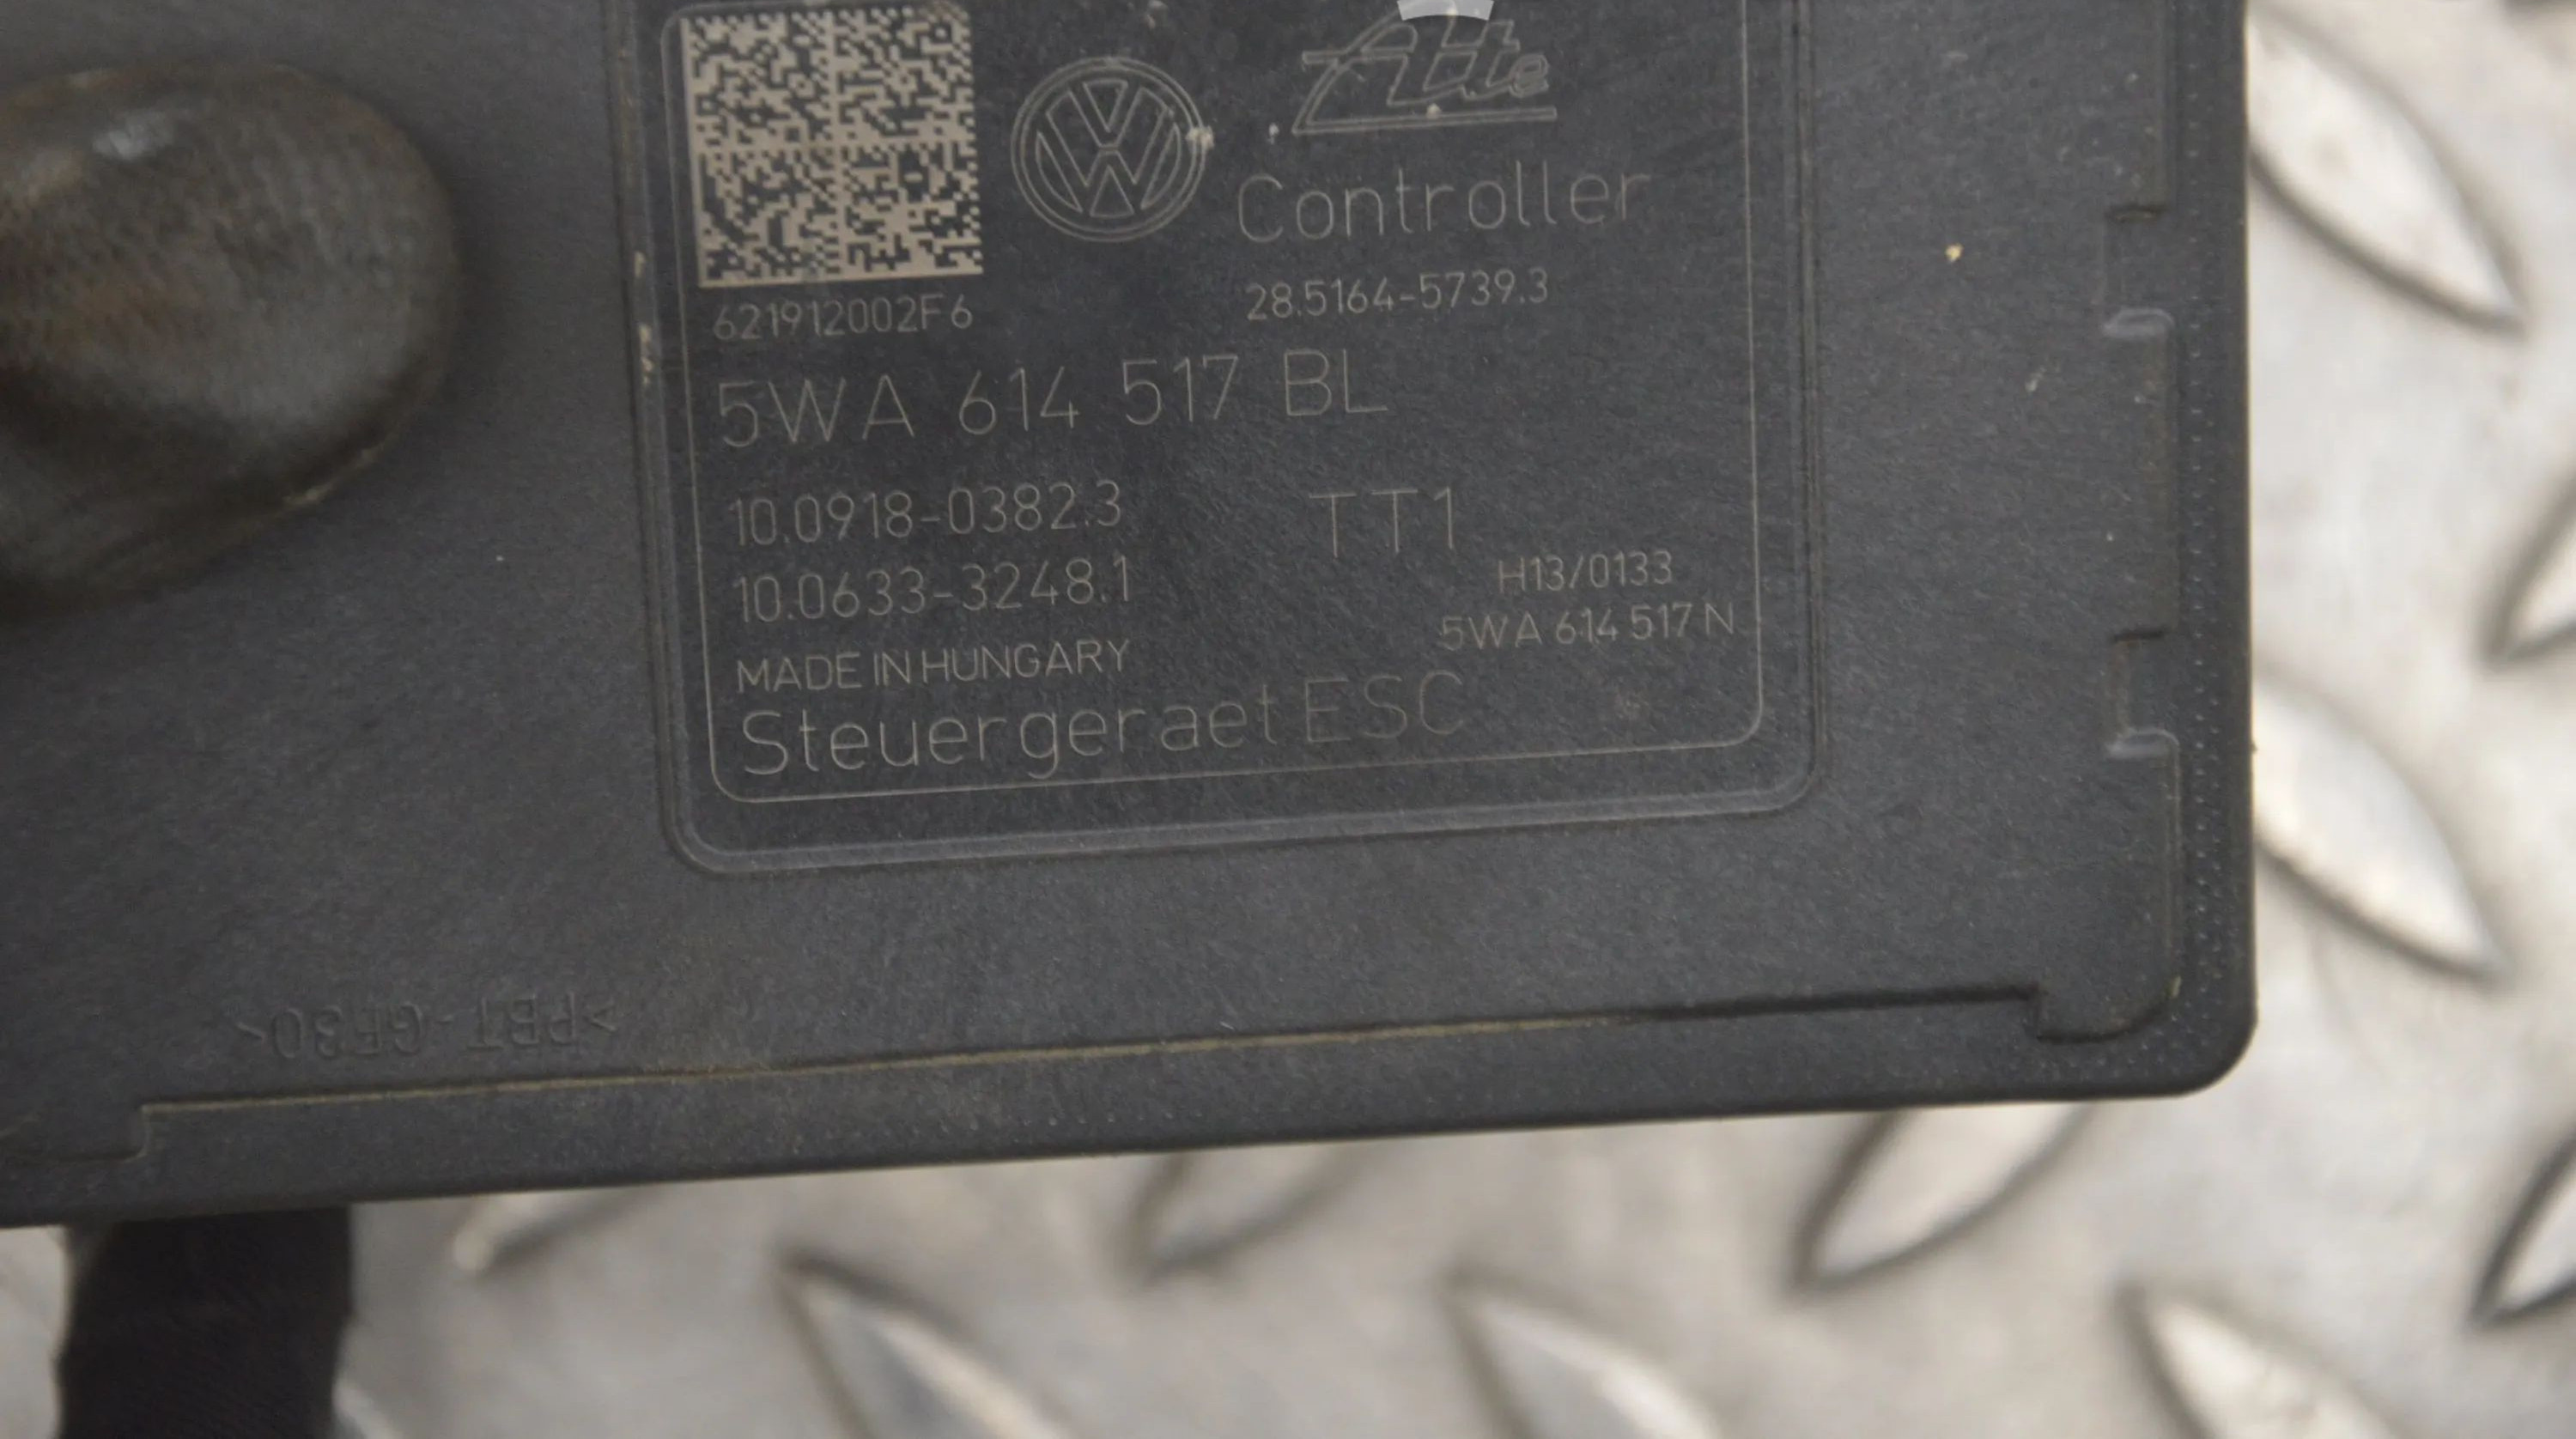 Ate
Controller
621912002F6
28.5164-5739.3
5WA 614 517 BL
10.0918-0382.3
TT1
10.0633-3248.1
H13/0133
5WA 614 517 N
MADE IN HUNGARY
Steuergeraet ESC
>PBT-GF30<